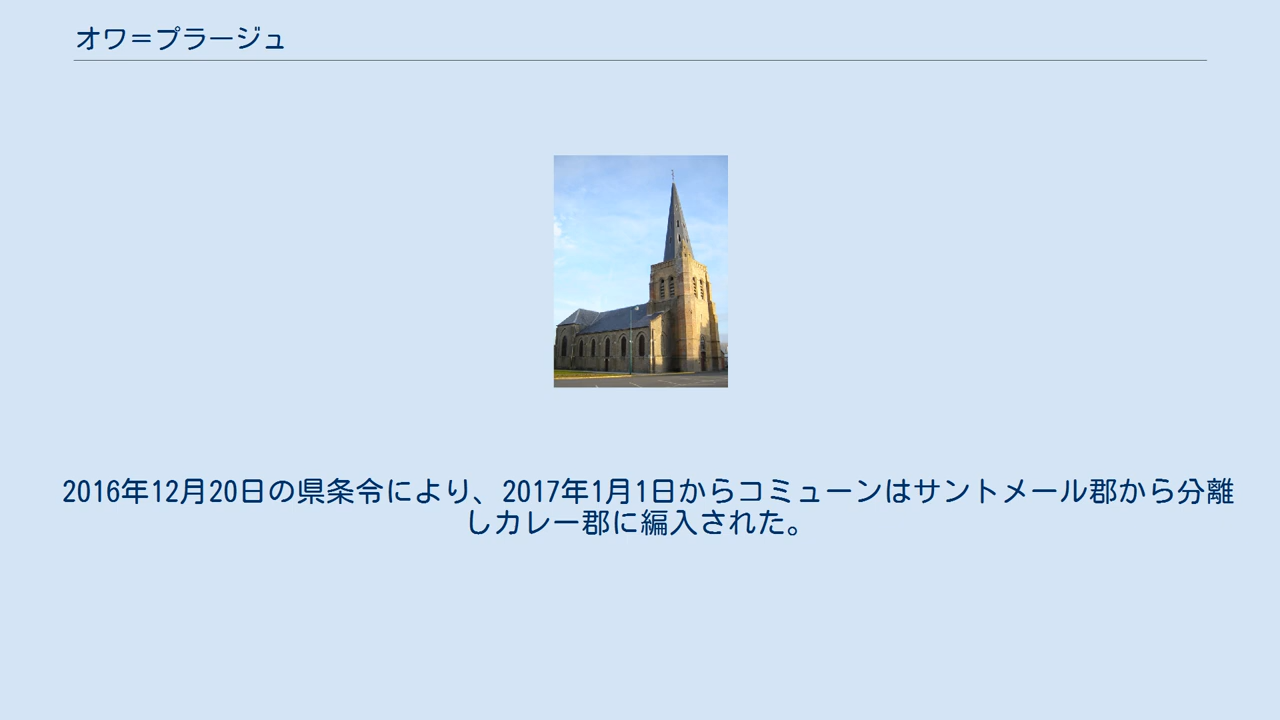 オワ＝プラージュ
2016年12月20日の県条令により、2017年1月1日からコミューンはサントメール郡から分離
しカレー郡に編入された。